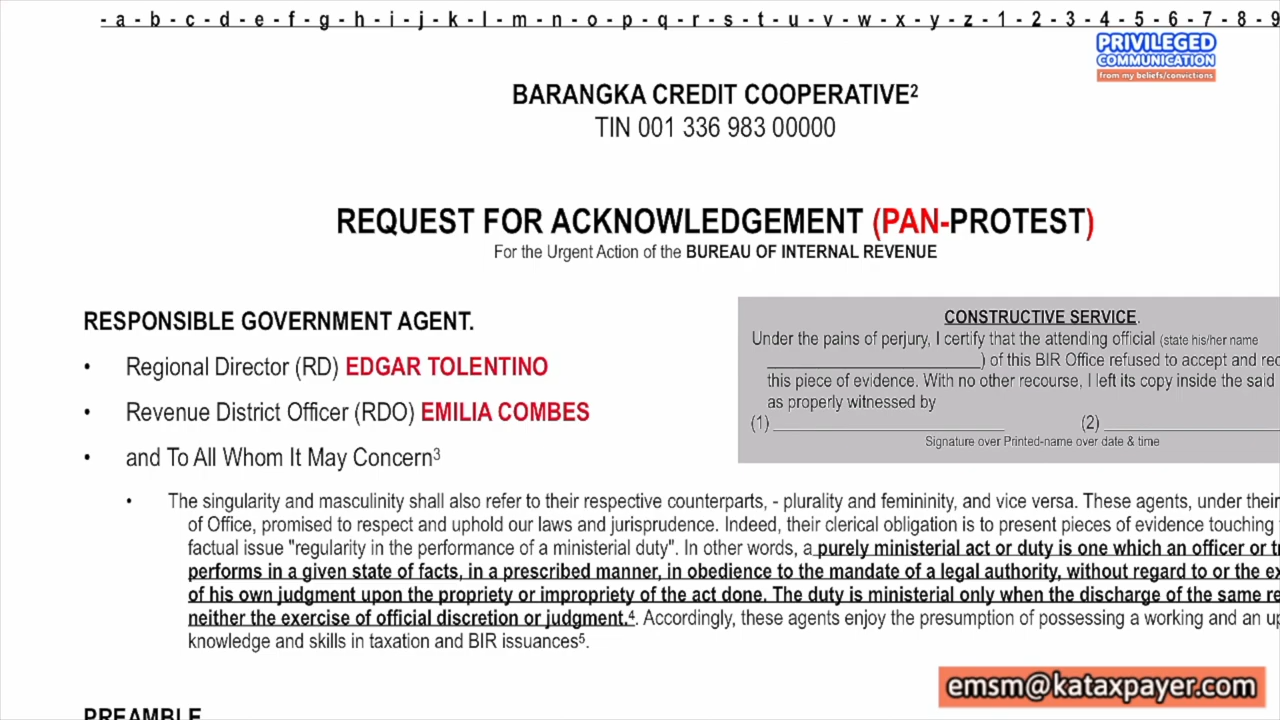 - a - b - c - d - e - f - g - h - i - j - k - l - m - n - o - p - q - r - s - t - u - v - w - x - y - z - 1 - 2 - 3 - 4 - 5 - 6 - 7 - 8 - 9
PRIVILEGED
COMMUNICATION
from my beliefs/convictions
BARANGKA CREDIT COOPERATIVE²
TIN 001 336 983 00000
REQUEST FOR ACKNOWLEDGEMENT (PAN-PROTEST)
For the Urgent Action of the BUREAU OF INTERNAL REVENUE
RESPONSIBLE GOVERNMENT AGENT.
• Regional Director (RD) EDGAR TOLENTINO
• Revenue District Officer (RDO) EMILIA COMBES
• and To All Whom It May Concern³
CONSTRUCTIVE SERVICE.
Under the pains of perjury, I certify that the attending official (state his/her name
) of this BIR Office refused to accept and
this piece of evidence. With no other recourse, I left its copy inside the said
as properly witnessed by
(1) (2)
Signature over Printed-name over date & time
• The singularity and masculinity shall also refer to their respective counterparts, - plurality and femininity, and vice versa. These agents, under their
of Office, promised to respect and uphold our laws and jurisprudence. Indeed, their clerical obligation is to present pieces of evidence touching
factual issue "regularity in the performance of a ministerial duty". In other words, a purely ministerial act or duty is one which an officer or
performs in a given state of facts, in a prescribed manner, in obedience to the mandate of a legal authority, without regard to or the
of his own judgment upon the propriety or impropriety of the act done. The duty is ministerial only when the discharge of the same
neither the exercise of official discretion or judgment.⁴. Accordingly, these agents enjoy the presumption of possessing a working and an
knowledge and skills in taxation and BIR issuances⁵.
emsm@kataxpayer.com
PREAMBLE